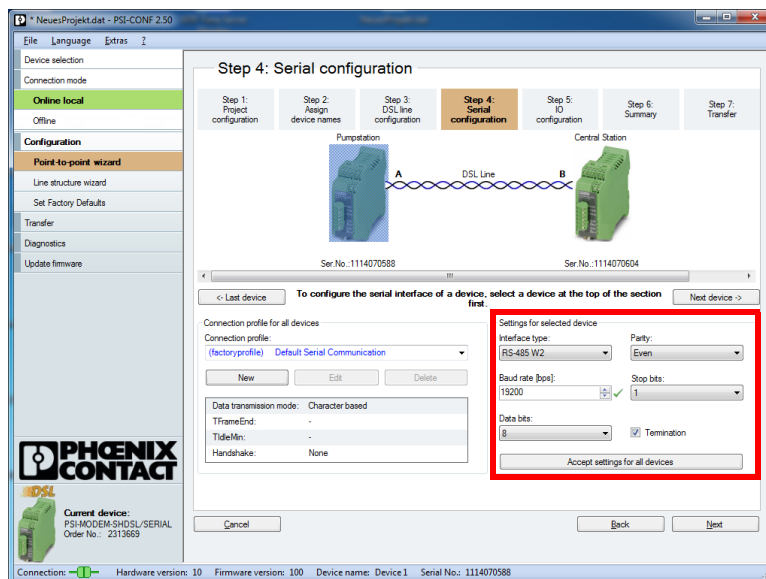 * NeuesProjekt.dat - PSI-CONF 2.50
File Language Extras ?
Device selection
Connection mode
Online local
Offline
Configuration
Point-to-point wizard
Line structure wizard
Set Factory Defaults
Transfer
Diagnostics
Update firmware
PHŒNIX
CONTACT
DSL
Current device:
PSI-MODEM-SHDSL/SERIAL
Order No.: 2313669
Step 4: Serial configuration
Step 1:
Project
configuration
Step 2:
Assign
device names
Step 3:
DSL line
configuration
Step 4:
Serial
configuration
Step 5:
IO
configuration
Step 6:
Summary
Step 7:
Transfer
Pumpstation
Central Station
A
DSL Line
B
Ser.No.:1114070588
Ser.No.:1114070604
<- Last device
To configure the serial interface of a device, select a device at the top of the section
first.
Next device ->
Connection profile for all devices
Connection profile:
(factoryprofile) Default Serial Communication
New
Edit
Delete
Data transmission mode: Character based
TFrameEnd: -
TIdleMin: -
Handshake: None
Settings for selected device
Interface type:
Parity:
RS-485 W2
Even
Baud rate [bps]:
Stop bits:
19200
1
Data bits:
8
Termination
Accept settings for all devices
Cancel
Back
Next
Connection: Hardware version: 10 Firmware version: 100 Device name: Device 1 Serial No.: 1114070588